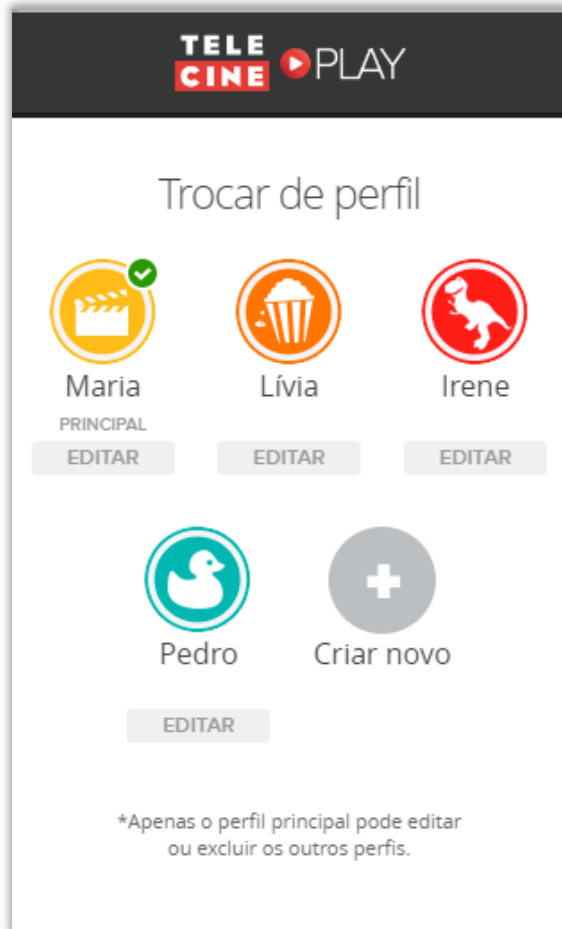 TELE
CINE PLAY
Trocar de perfil
Maria Lívia Irene
PRINCIPAL
EDITAR EDITAR EDITAR
Pedro Criar novo
EDITAR
*Apenas o perfil principal pode editar
ou excluir os outros perfis.